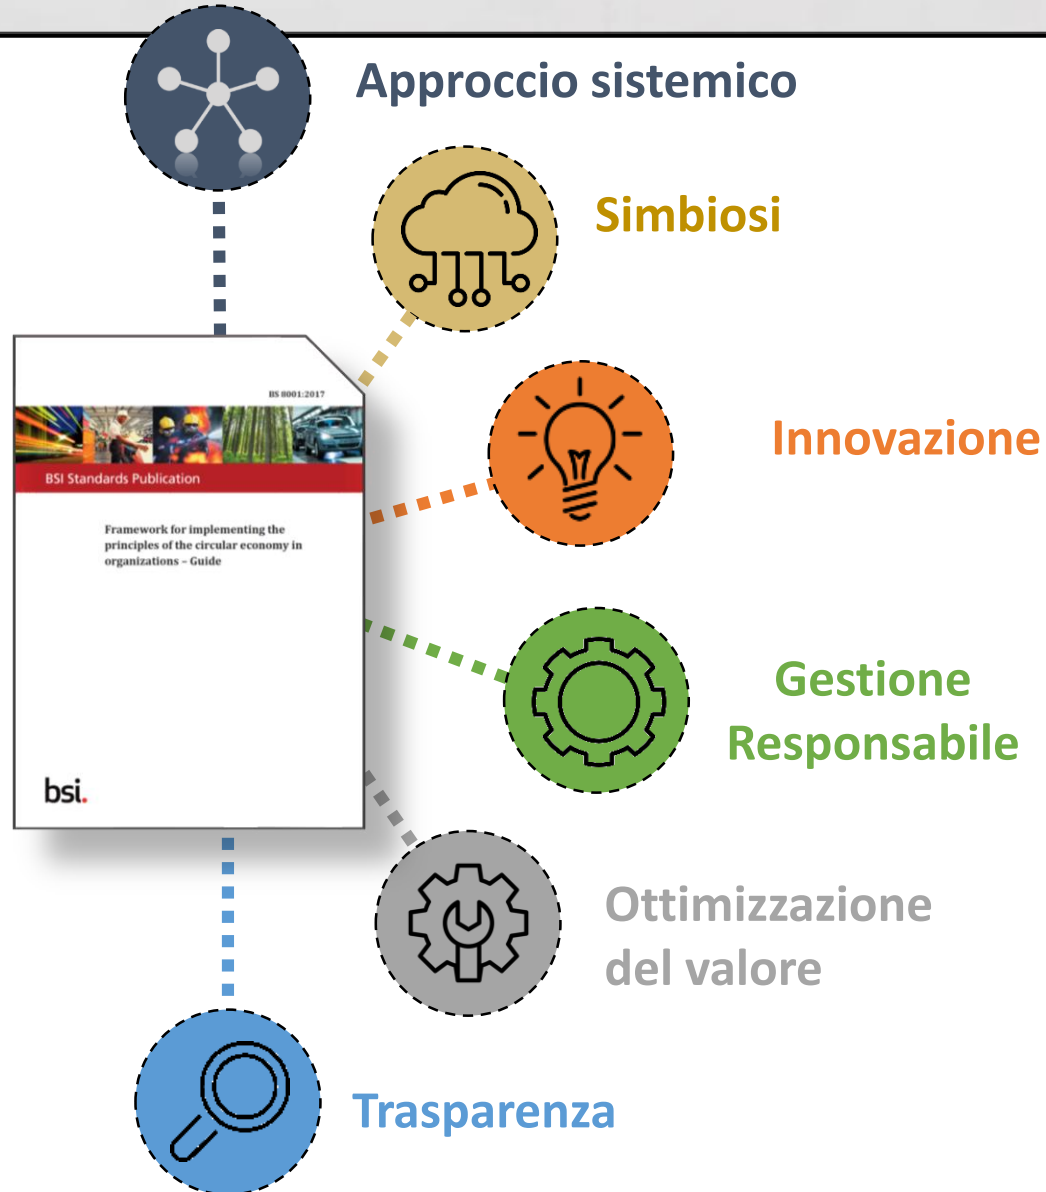 Approccio sistemico
Simbiosi
BS 8001:2017
BSI Standards Publication
Innovazione
Framework for implementing the
principles of the circular economy in
organizations – Guide
Gestione
Responsabile
bsi.
Ottimizzazione
del valore
Trasparenza